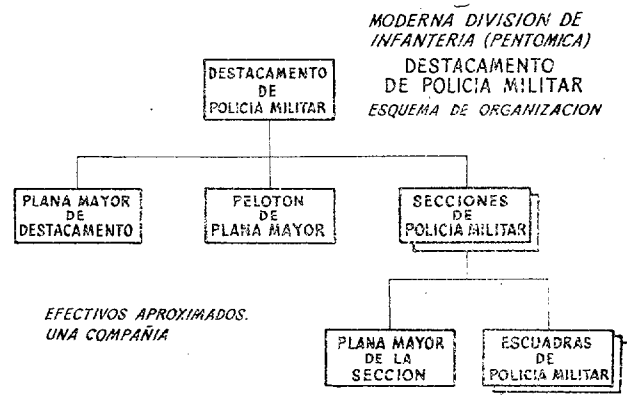 MODERNA DIVISION DE
INFANTERIA (PENTOMICA)
DESTACAMENTO
DE POLICIA MILITAR
ESQUEMA DE ORGANIZACION
DESTACAMENTO
DE
POLICIA MILITAR
PLANA MAYOR
DE
DESTACAMENTO
PELOTON
DE
PLANA MAYOR
SECCIONES
DE
POLICIA MILITAR
EFECTIVOS APROXIMADOS.
UNA COMPAÑIA
PLANA MAYOR
DE LA
SECCION
ESCUADRAS
DE
POLICIA MILITAR